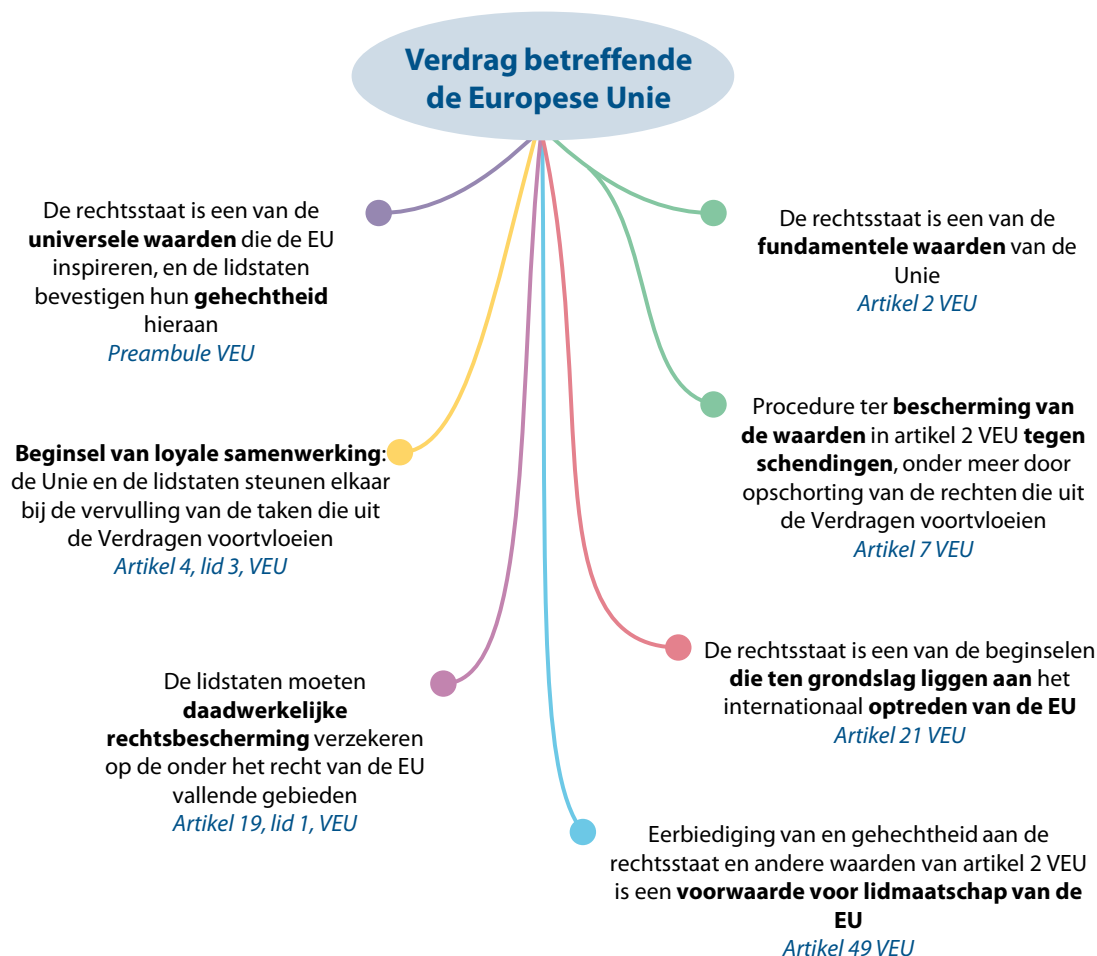 Verdrag betreffende
de Europese Unie
De rechtsstaat is een van de
universele waarden die de EU
inspireren, en de lidstaten
bevestigen hun gehechtheid
hieraan
Preambule VEU
De rechtsstaat is een van de
fundamentele waarden van de
Unie
Artikel 2 VEU
Beginsel van loyale samenwerking:
de Unie en de lidstaten steunen elkaar
bij de vervulling van de taken die uit
de Verdragen voortvloeien
Artikel 4, lid 3, VEU
Procedure ter bescherming van
de waarden in artikel 2 VEU tegen
schendingen, onder meer door
opschorting van de rechten die uit
de Verdragen voortvloeien
Artikel 7 VEU
De lidstaten moeten
daadwerkelijke
rechtsbescherming verzekeren
op de onder het recht van de EU
vallende gebieden
Artikel 19, lid 1, VEU
De rechtsstaat is een van de beginselen
die ten grondslag liggen aan het
internationaal optreden van de EU
Artikel 21 VEU
Eerbiediging van en gehechtheid aan de
rechtsstaat en andere waarden van artikel 2 VEU
is een voorwaarde voor lidmaatschap van de
EU
Artikel 49 VEU